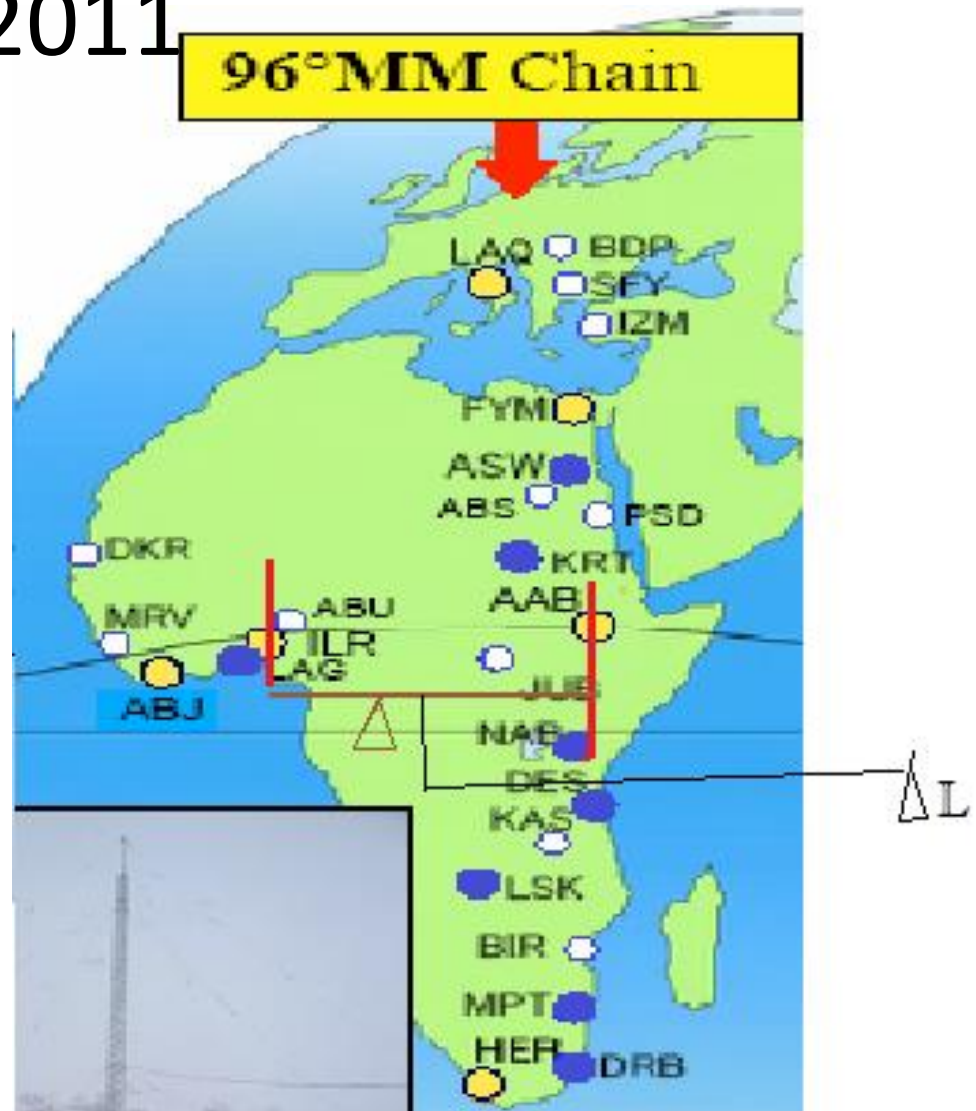 2011
96°MM Chain
LAQ
BDP
SFY
IZM
FYM
ASW
ABS
PSD
DKR
KRT
AAB
MRV
ABU
ILR
LAG
JUB
ABJ
NAB
DES
L
KAS
LSK
BIR
MPT
HER
DRB